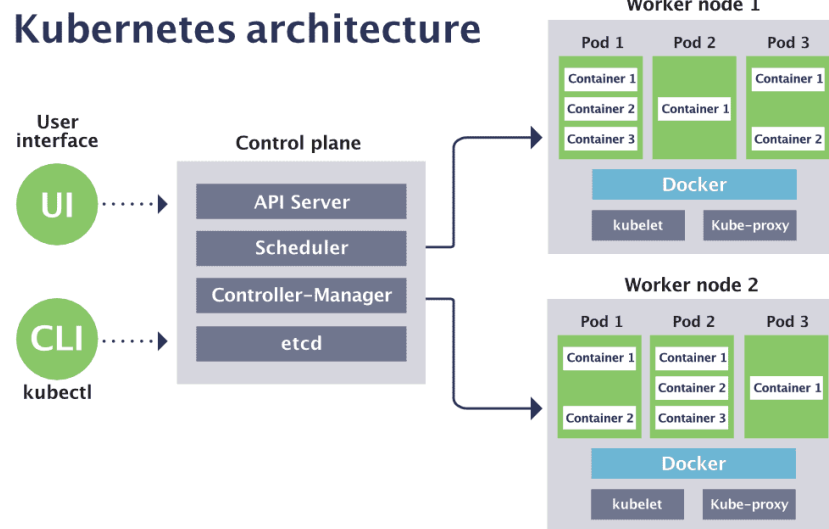 Kubernetes architecture
User
interface
UI
CLI
kubectl
Control plane
API Server
Scheduler
Controller-Manager
etcd
Worker node 1
Pod 1
Pod 2
Pod 3
Container 1
Container 2
Container 3
Container 1
Container 1
Container 2
Docker
kubelet
Kube-proxy
Worker node 2
Pod 1
Pod 2
Pod 3
Container 1
Container 2
Container 1
Container 2
Container 3
Container 1
Docker
kubelet
Kube-proxy